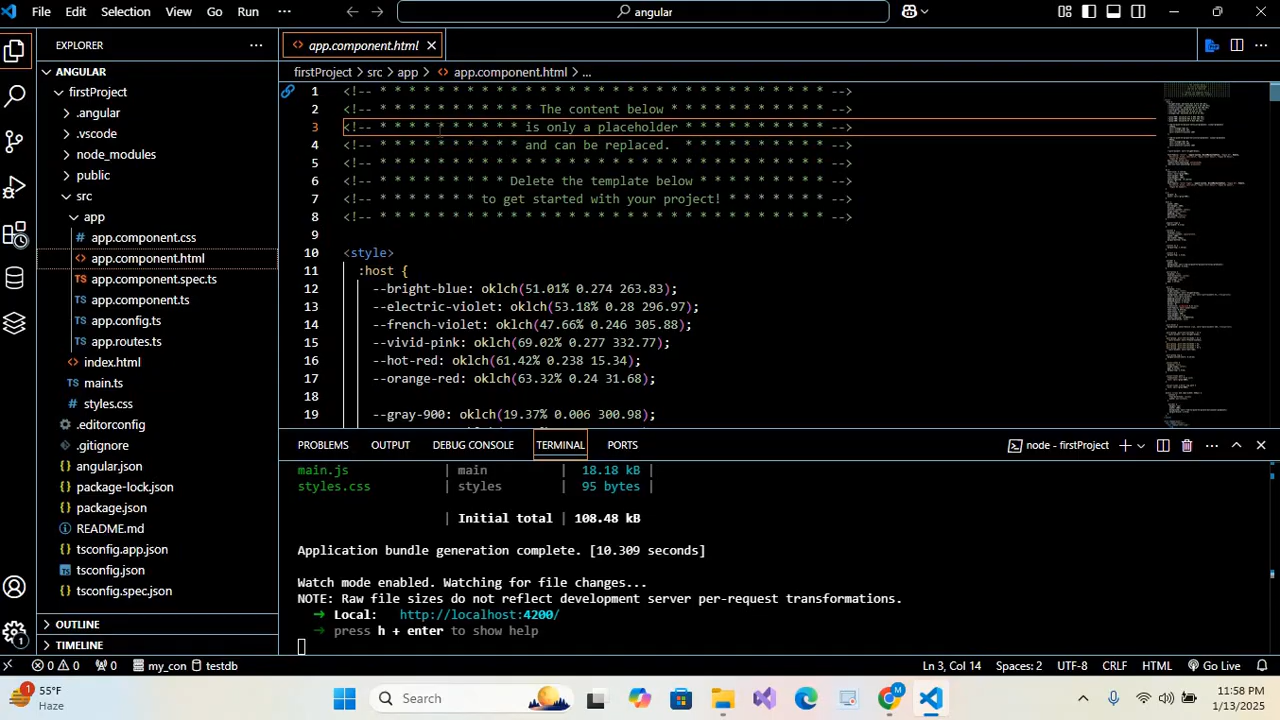 File Edit Selection View Go Run ··· angular
EXPLORER ···
ANGULAR
firstProject
.angular
.vscode
node_modules
public
src
app
# app.component.css
<> app.component.html
TS app.component.spec.ts
TS app.component.ts
TS app.config.ts
TS app.routes.ts
<> index.html
TS main.ts
# styles.css
.editorconfig
.gitignore
{} angular.json
{} package-lock.json
{} package.json
README.md
{} tsconfig.app.json
tsconfig.json
{} tsconfig.spec.json
OUTLINE
TIMELINE
<> app.component.html
firstProject > src > app > <> app.component.html > ...
1 <!-- * * * * * * * * * * * * * * * * * * * * * * * * * * * * * * * -->
2 <!-- * * * * * * * * * * * The content below * * * * * * * * * * * -->
3 <!-- * * * * * * * * * * is only a placeholder * * * * * * * * * * -->
4 <!-- * * * * * * * * * * and can be replaced. * * * * * * * * * * -->
5 <!-- * * * * * * * * * * * * * * * * * * * * * * * * * * * * * * * -->
6 <!-- * * * * * * * * * Delete the template below * * * * * * * * * -->
7 <!-- * * * * * * * to get started with your project! * * * * * * * -->
8 <!-- * * * * * * * * * * * * * * * * * * * * * * * * * * * * * * * -->
9
10 <style>
11 :host {
12 --bright-blue: oklch(51.01% 0.274 263.83);
13 --electric-violet: oklch(53.18% 0.28 296.97);
14 --french-violet: oklch(47.66% 0.246 305.88);
15 --vivid-pink: oklch(69.02% 0.277 332.77);
16 --hot-red: oklch(61.42% 0.238 15.34);
17 --orange-red: oklch(63.32% 0.24 31.68);
18
19 --gray-900: oklch(19.37% 0.006 300.98);
PROBLEMS OUTPUT DEBUG CONSOLE TERMINAL PORTS node - firstProject
main.js | main | 18.18 kB |
styles.css | styles | 95 bytes |
| Initial total | 108.48 kB
Application bundle generation complete. [10.309 seconds]
Watch mode enabled. Watching for file changes...
NOTE: Raw file sizes do not reflect development server per-request transformations.
➜ Local: http://localhost:4200/
➜ press h + enter to show help
0 0 0 my_con testdb Ln 3, Col 14 Spaces: 2 UTF-8 CRLF HTML Go Live
1 55°F Search 11:58 PM
Haze 1/13/2025